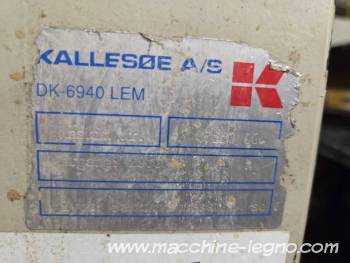 KALLESØE A/S
DK-6940 LEM
www.macchine-legno.com